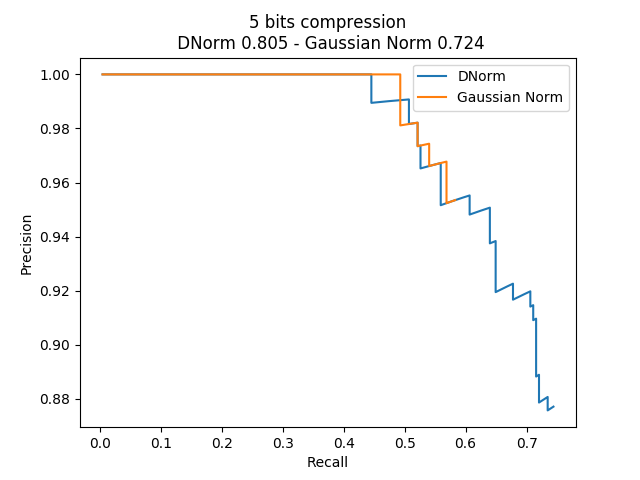 5 bits compression
DNorm 0.805 - Gaussian Norm 0.724
DNorm
Gaussian Norm
1.00
0.98
0.96
0.94
0.92
0.90
0.88
Precision
0.0 0.1 0.2 0.3 0.4 0.5 0.6 0.7
Recall